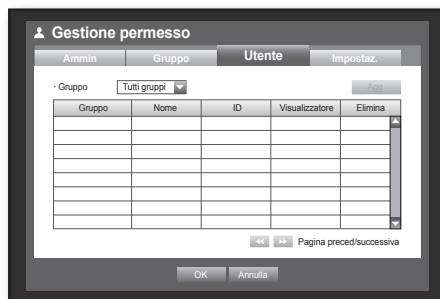 Gestione permesso
Ammin Gruppo Utente Impostaz.
· Gruppo Tutti gruppi Agg.
Gruppo Nome ID Visualizzatore Elimina
Pagina preced/successiva
OK Annulla